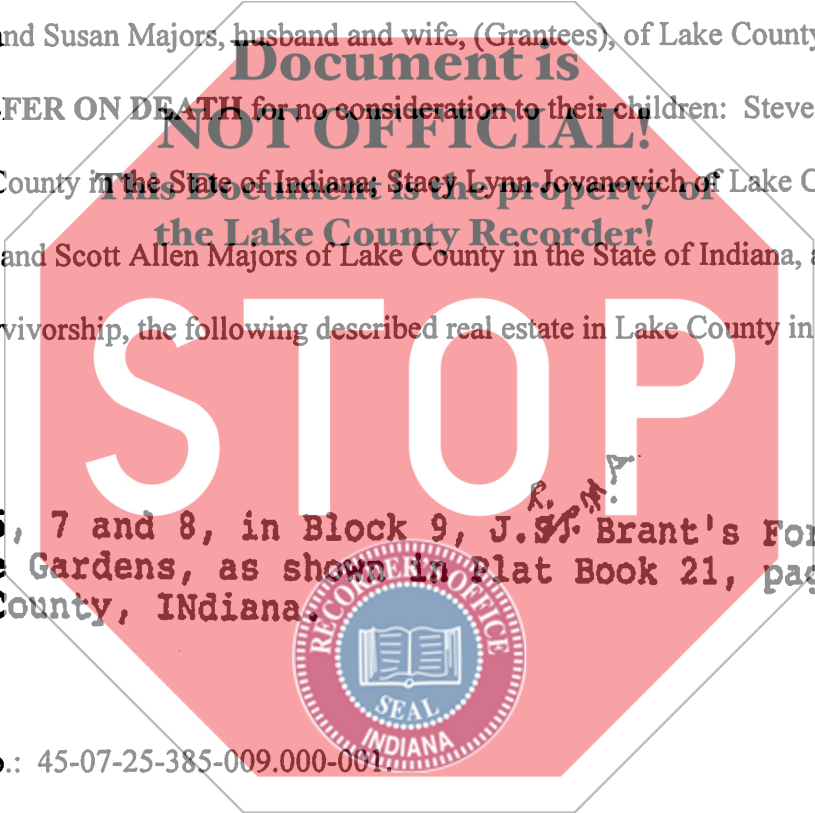 nd Susan Majors, husband and wife, (Grantees), of Lake County
Document is
FER ON DEATH for no consideration to their children: Steve
NOT OFFICIAL!
County in the State of Indiana; Stacy Lynn Jovanovich of Lake C
This Document is the property of
the Lake County Recorder!
and Scott Allen Majors of Lake County in the State of Indiana, a
vivorship, the following described real estate in Lake County in
STOP
, 7 and 8, in Block 9, J. Brant's For
Gardens, as shown in Plat Book 21, pag
County, INdiana.
RECORDER'S OFFICE
SEAL
INDIANA
.: 45-07-25-385-009.000-001.